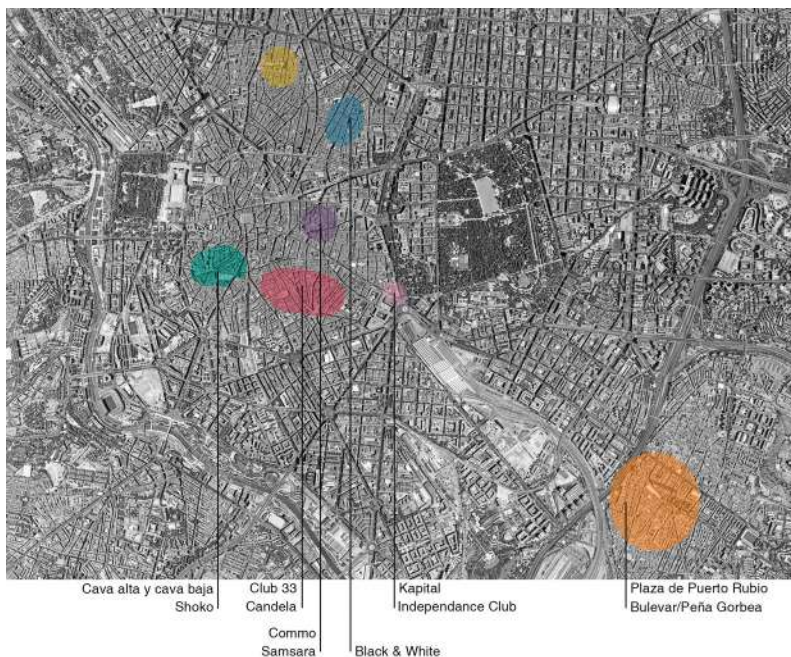 Cava alta y cava baja
Shoko
Club 33
Candela
Commo
Samsara
Black & White
Kapital
Independance Club
Plaza de Puerto Rubio
Bulevar/Peña Gorbea